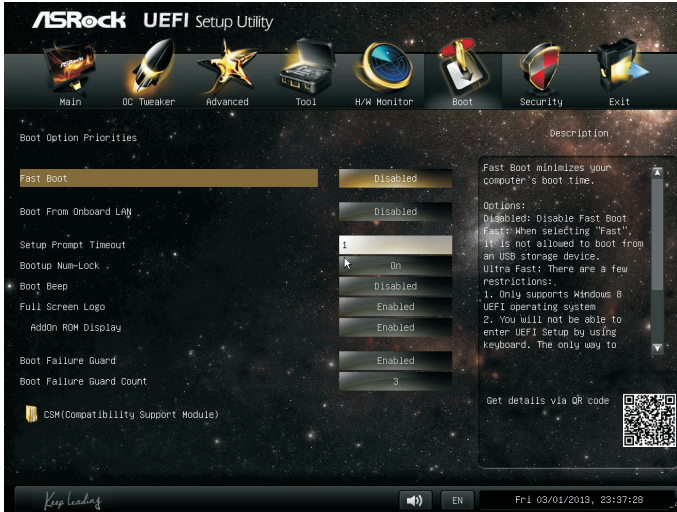 ASRock UEFI Setup Utility
Main
OC Tweaker
Advanced
Tool
H/W Monitor
Boot
Security
Exit
Boot Option Priorities
Fast Boot Disabled
Boot From Onboard LAN Disabled
Setup Prompt Timeout 1
Bootup Num-Lock On
Boot Beep Disabled
Full Screen Logo Enabled
AddOn ROM Display Enabled
Boot Failure Guard Enabled
Boot Failure Guard Count 3
CSM(Compatibility Support Module)
Description
Fast Boot minimizes your
computer's boot time.
Options:
Disabled: Disable Fast Boot
Fast: When selecting "Fast",
it is not allowed to boot from
an USB storage device.
Ultra Fast: There are a few
restrictions:
1. Only supports Windows 8
UEFI operating system
2. You will not be able to
enter UEFI Setup by using
keyboard. The only way to
Get details via QR code
Keep Leading
EN
Fri 03/01/2013, 23:37:28